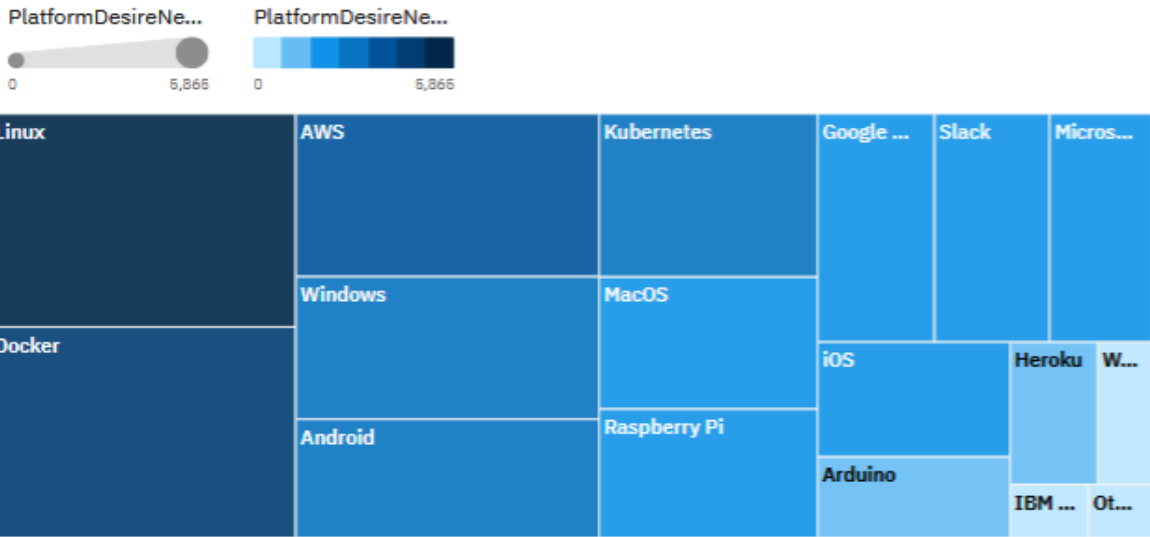 PlatformDesireNe...
PlatformDesireNe...
0
5,865
0
5,865
Linux
AWS
Kubernetes
Google ...
Slack
Micros...
Windows
MacOS
Docker
iOS
Heroku
W...
Raspberry Pi
Android
Arduino
IBM ...
Ot...